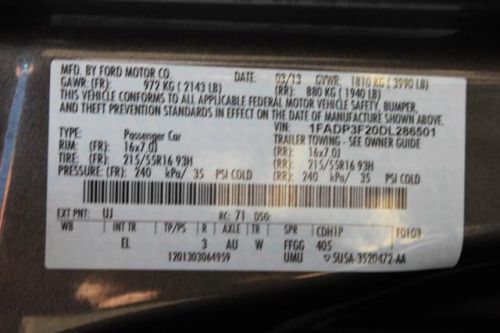 MFD. BY FORD MOTOR CO. DATE: 03/13 GVWR: 1810 KG (3990 LB)
GAWR: (FR): 972 KG (2143 LB) (RR): 880 KG (1940 LB)
THIS VEHICLE CONFORMS TO ALL APPLICABLE FEDERAL MOTOR VEHICLE SAFETY, BUMPER,
AND THEFT PREVENTION STANDARDS IN EFFECT ON THE DATE OF MANUFACTURE SHOWN ABOVE.
VIN: 1FADP3F20DL286501
TYPE: Passenger Car TRAILER TOWING - SEE OWNER GUIDE
RIM: (FR) 16x7.0J (RR): 16x7.0J
TIRE: (FR): 215/55R16 93H (RR): 215/55R16 93H
PRESSURE: (FR): 240 kPa/ 35 PSI COLD (RR): 240 kPa/ 35 PSI COLD
EXT PNT: UJ RC: 71 DSO: F0103
WB INT TR TP/PS R AXLE TR SPR CDH1P
EL 3 AU W FFGG 405
1201303064959 UMU ▽5U5A-3520472-AA